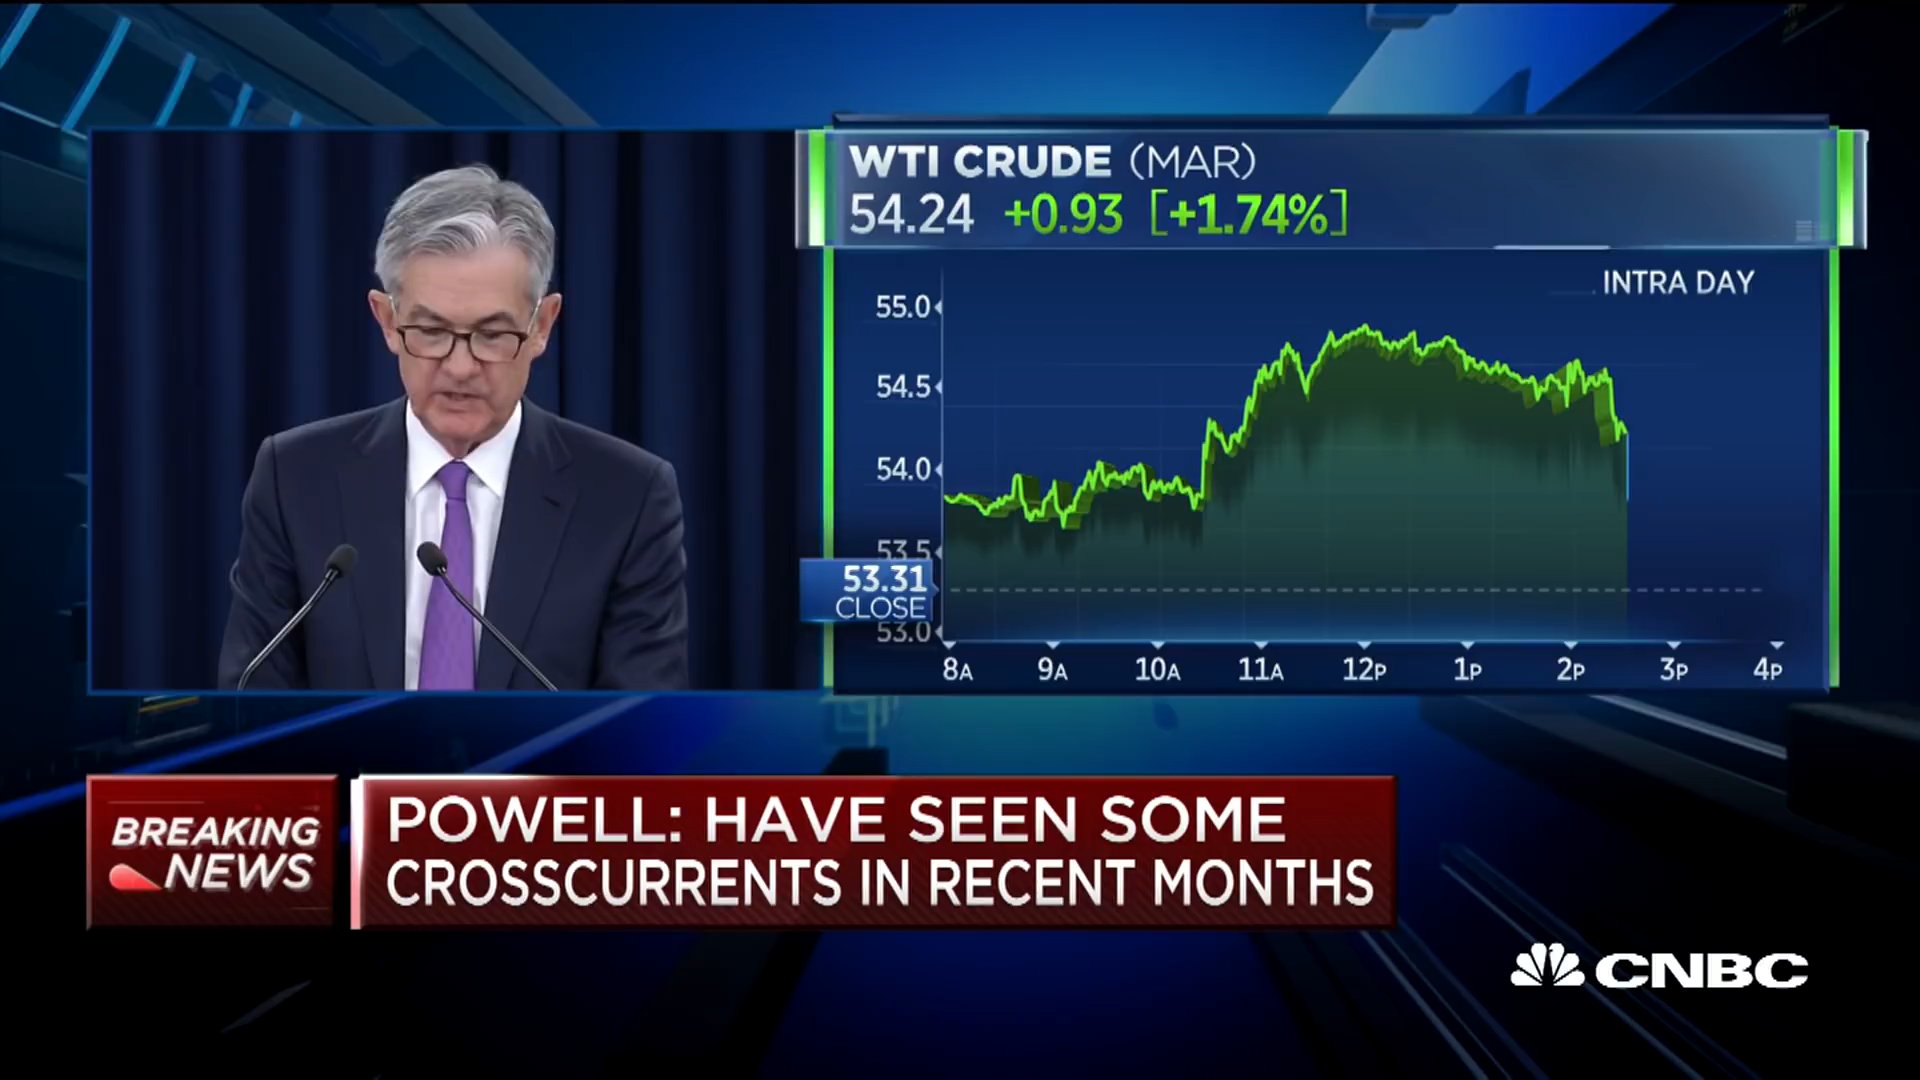 WTI CRUDE (MAR)
54.24 +0.93 [+1.74%]
INTRA DAY
55.0
54.5
54.0
53.5
53.31
CLOSE
53.0
8A 9A 10A 11A 12P 1P 2P 3P 4P
BREAKING
NEWS
POWELL: HAVE SEEN SOME
CROSSCURRENTS IN RECENT MONTHS
CNBC